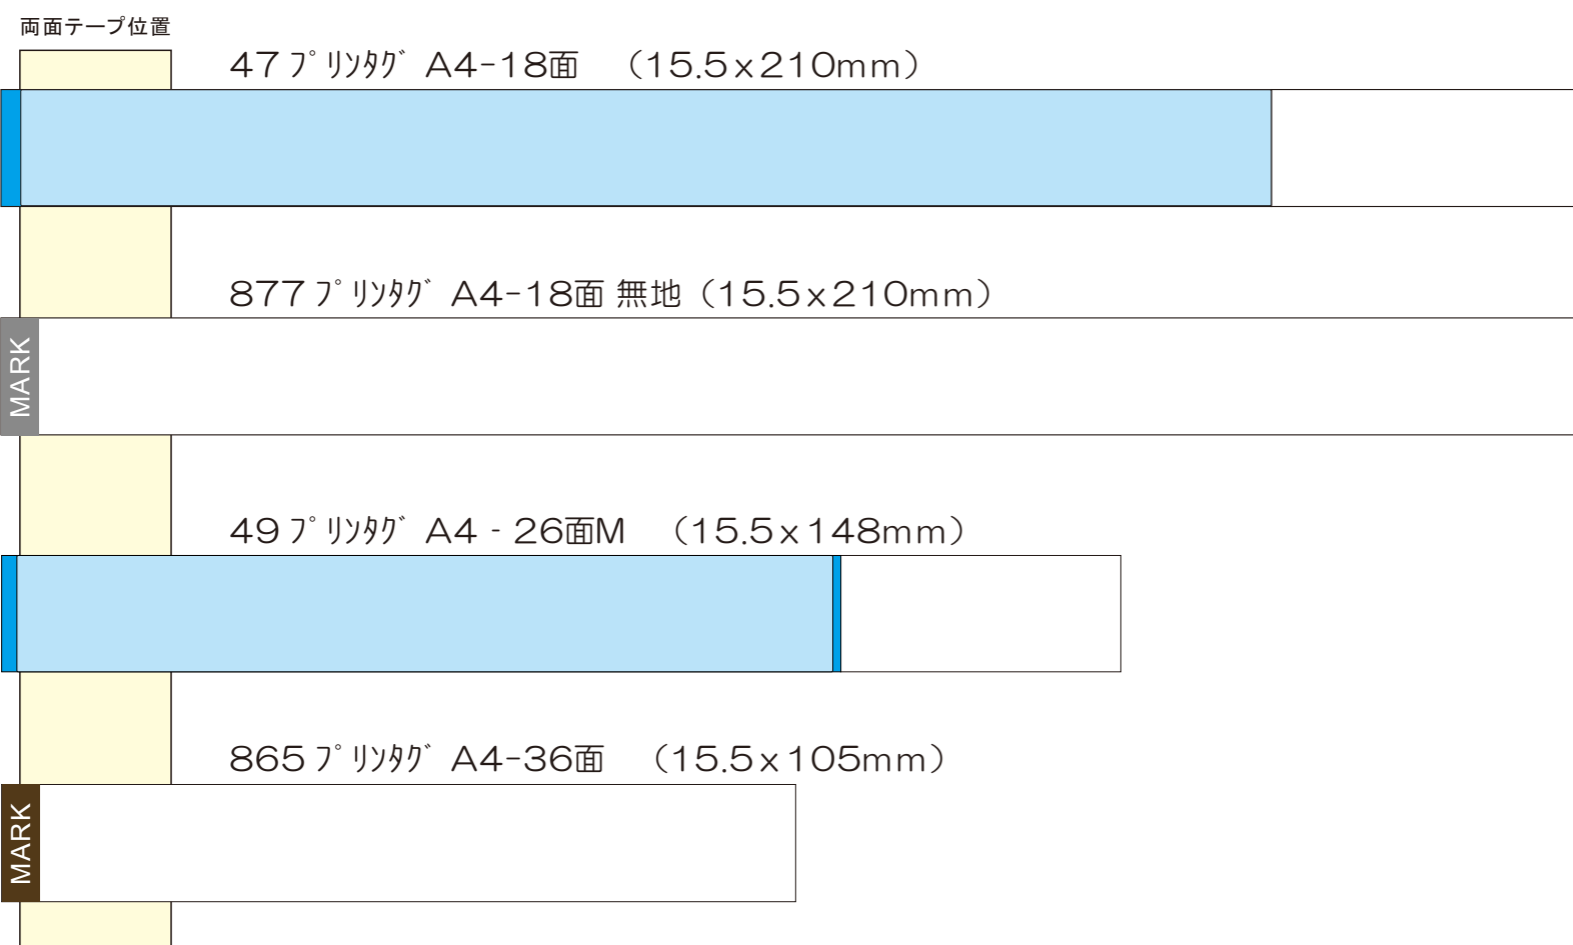 両面テープ位置
47 ﾌﾟﾘﾝﾀｸﾞ A4-18面 （15.5x210mm）
877 ﾌﾟﾘﾝﾀｸﾞ A4-18面 無地（15.5x210mm）
MARK
49 ﾌﾟﾘﾝﾀｸﾞ A4 - 26面M （15.5x148mm）
865 ﾌﾟﾘﾝﾀｸﾞ A4-36面 （15.5x105mm）
MARK